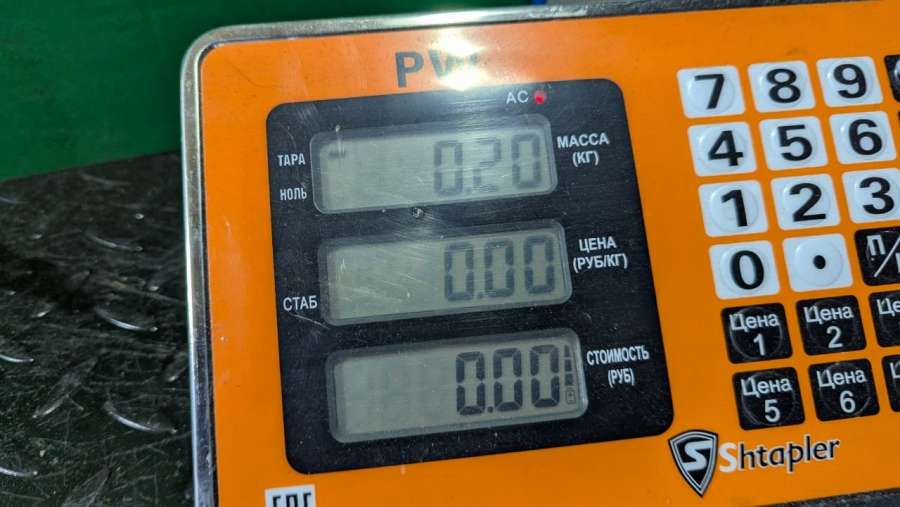 PW
AC
ТАРА
0.20
МАССА
(КГ)
НОЛЬ
0.00
ЦЕНА
(РУБ/КГ)
СТАБ
0.00
СТОИМОСТЬ
(РУБ)
7 8 9
4 5 6
1 2 3
0 .
Цена
1
Цена
2
Цена
5
Цена
6
Shtapler
EAC